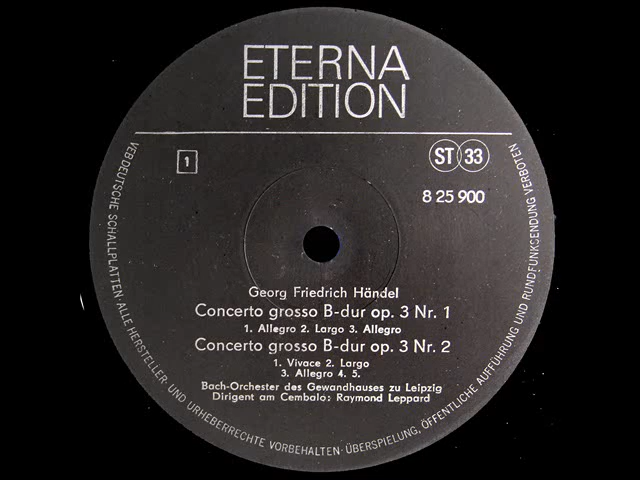 ETERNA
EDITION
1
ST 33
8 25 900
Georg Friedrich Händel
Concerto grosso B-dur op. 3 Nr. 1
1. Allegro 2. Largo 3. Allegro
Concerto grosso B-dur op. 3 Nr. 2
1. Vivace 2. Largo
3. Allegro 4. 5.
Bach-Orchester des Gewandhauses zu Leipzig
Dirigent am Cembalo: Raymond Leppard
VEB DEUTSCHE SCHALLPLATTEN · ALLE HERSTELLER- UND URHEBERRECHTE VORBEHALTEN · ÜBERSPIELUNG, ÖFFENTLICHE AUFFÜHRUNG UND RUNDFUNKSENDUNG VERBOTEN